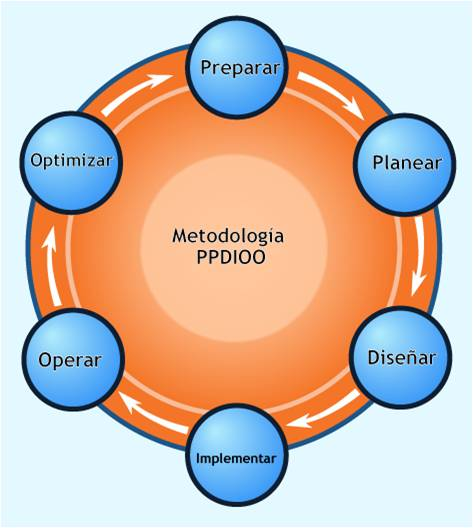 Preparar
Planear
Diseñar
Implementar
Operar
Optimizar
Metodología
PPDIOO